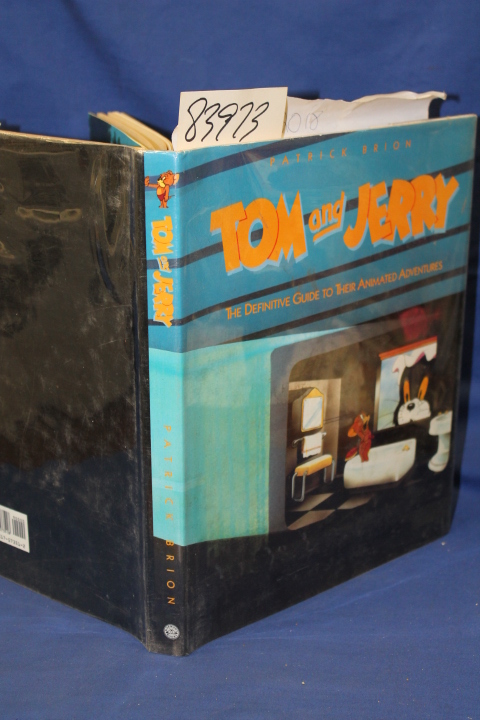 83973
PATRICK BRION
TOM and JERRY
THE DEFINITIVE GUIDE TO THEIR ANIMATED ADVENTURES
TOM and JERRY
PATRICK BRION